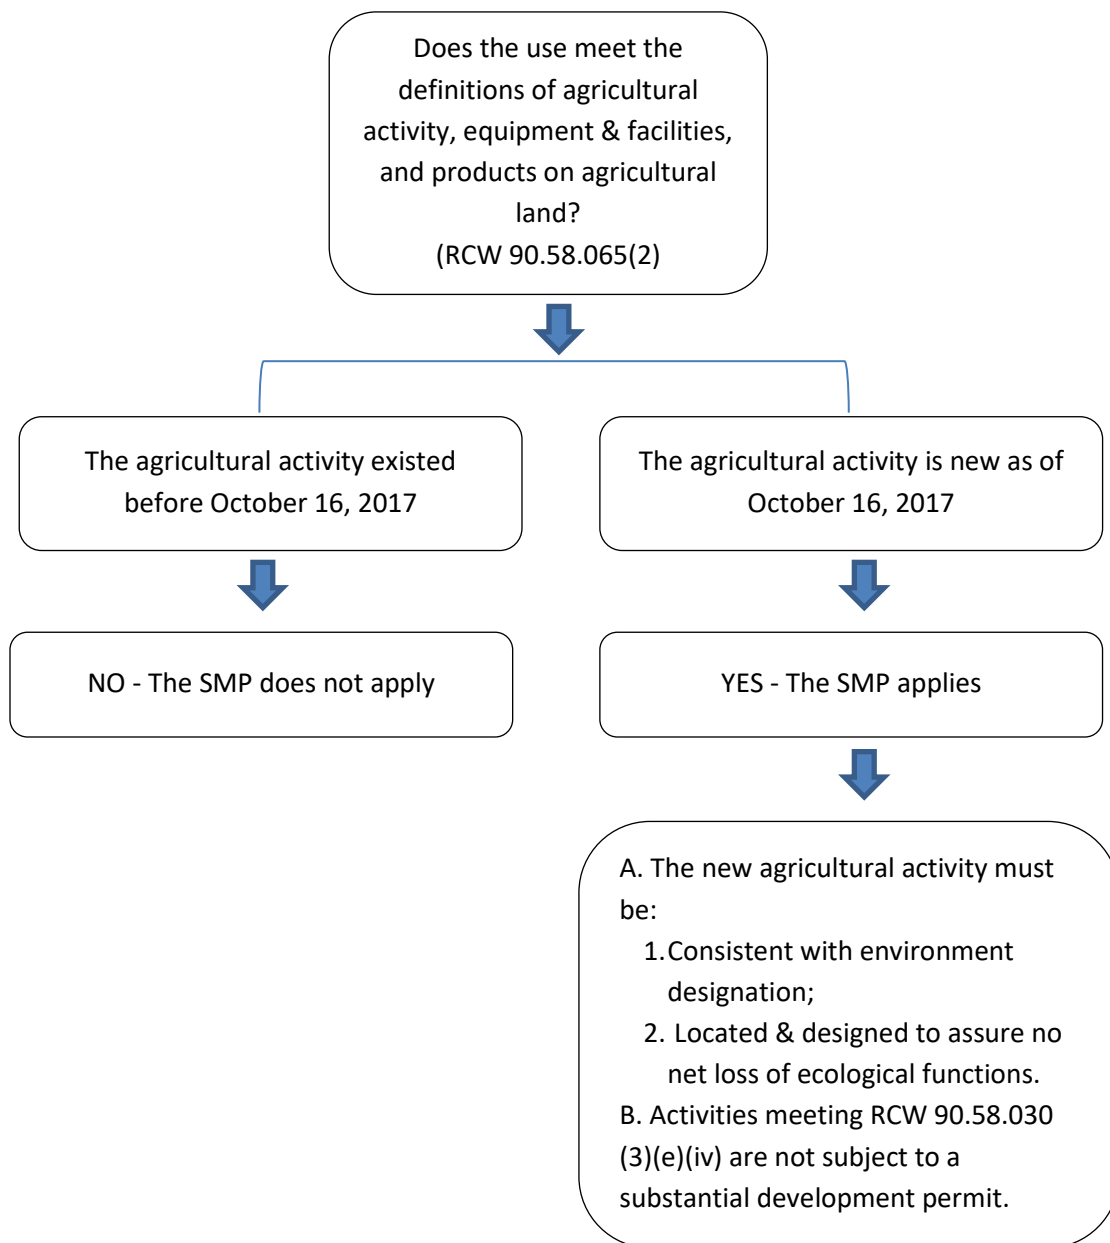 Does the use meet the
definitions of agricultural
activity, equipment & facilities,
and products on agricultural
land?
(RCW 90.58.065(2)
The agricultural activity existed
before October 16, 2017
The agricultural activity is new as of
October 16, 2017
NO - The SMP does not apply
YES - The SMP applies
A. The new agricultural activity must
be:
1.Consistent with environment
designation;
2. Located & designed to assure no
net loss of ecological functions.
B. Activities meeting RCW 90.58.030
(3)(e)(iv) are not subject to a
substantial development permit.